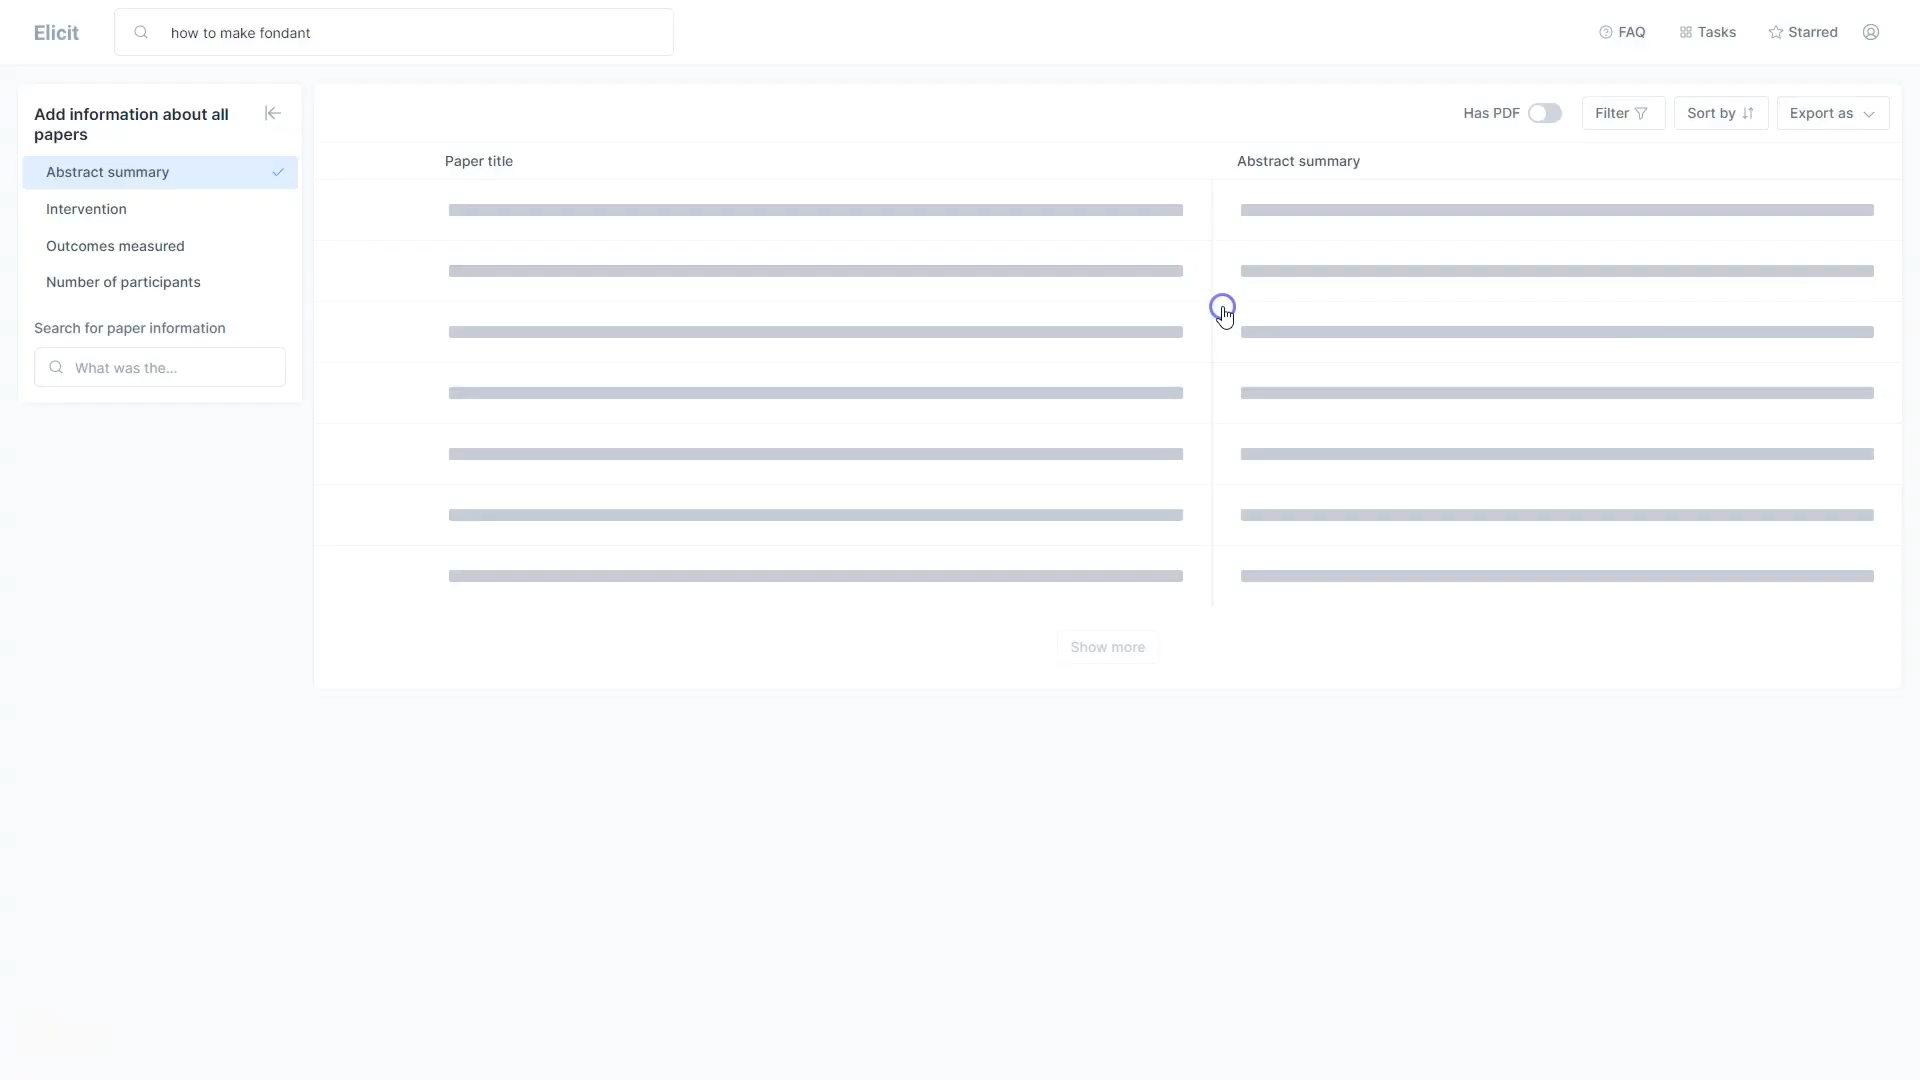 Elicit
how to make fondant
FAQ
Tasks
Starred
Add information about all
papers
Abstract summary
Intervention
Outcomes measured
Number of participants
Search for paper information
What was the...
Has PDF
Filter
Sort by
Export as
Paper title
Abstract summary
Show more